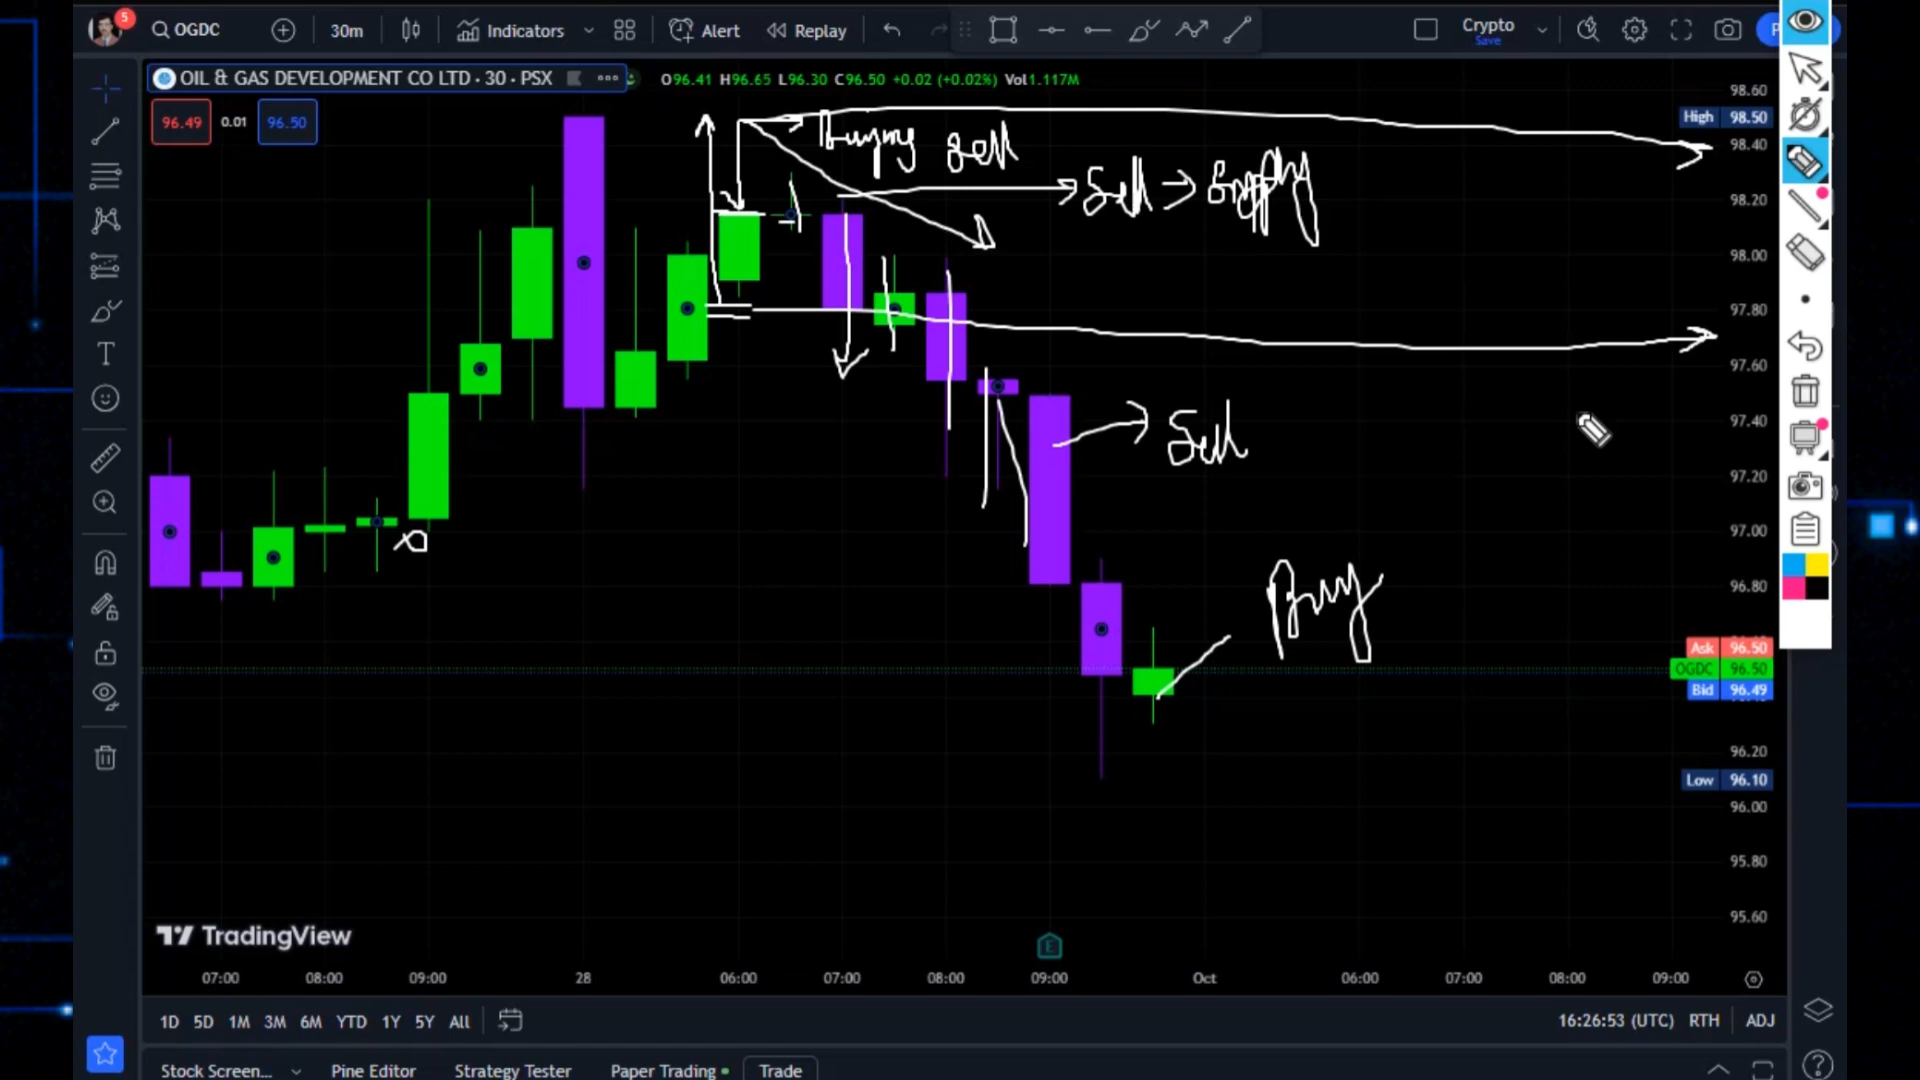 5 OGDC 30m Indicators Alert Replay Crypto
Save
OIL & GAS DEVELOPMENT CO LTD · 30 · PSX
O96.41 H96.65 L96.30 C96.50 +0.02 (+0.02%) Vol1.117M
96.49 0.01 96.50
98.60
High 98.50
98.40
98.20
98.00
97.80
97.60
97.40
97.20
97.00
96.80
Ask 96.50
OGDC 96.50
Bid 96.49
96.20
Low 96.10
96.00
95.80
95.60
Buying Sell
Sell → Supply
Sell
Buy
TradingView
E
07:00 08:00 09:00 28 06:00 07:00 08:00 09:00 Oct 06:00 07:00 08:00 09:00
1D 5D 1M 3M 6M YTD 1Y 5Y All
16:26:53 (UTC) RTH ADJ
Stock Screen... Pine Editor Strategy Tester Paper Trading Trade